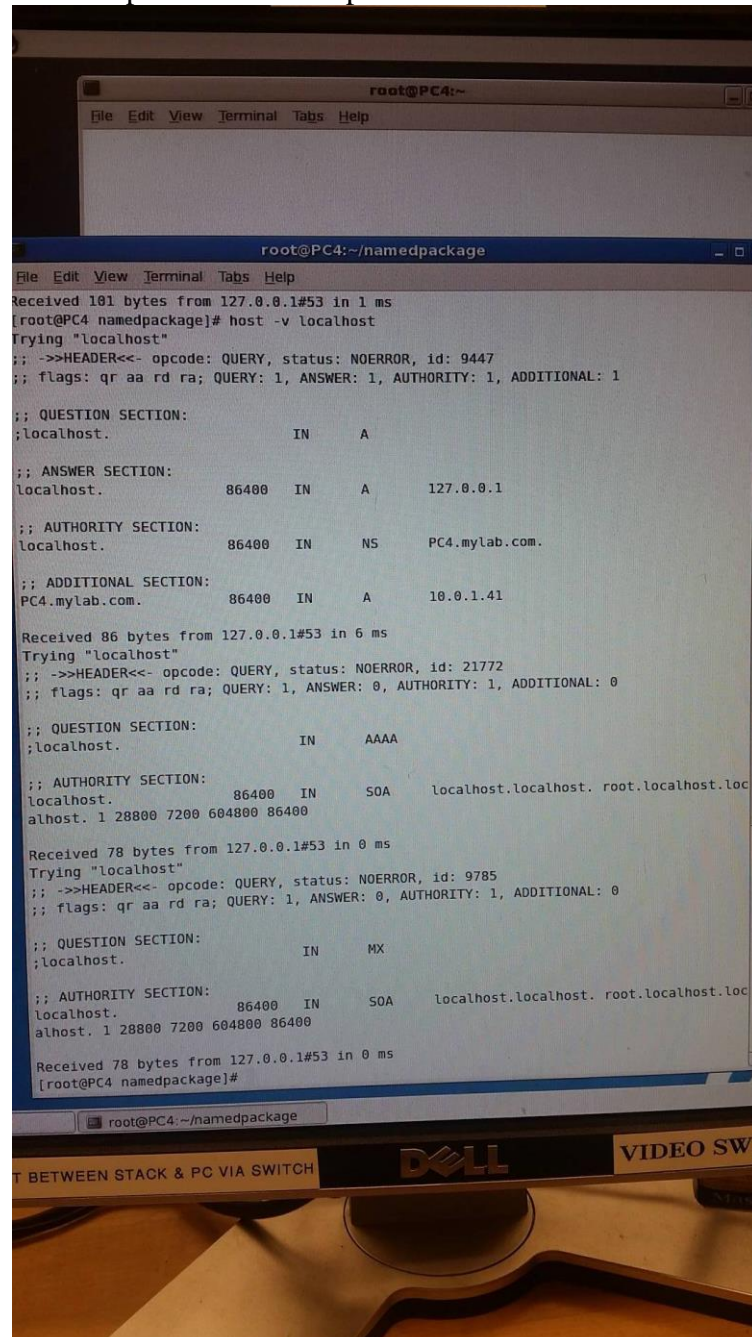 root@PC4:~
File Edit View Terminal Tabs Help
root@PC4:~/namedpackage
File Edit View Terminal Tabs Help
Received 101 bytes from 127.0.0.1#53 in 1 ms
[root@PC4 namedpackage]# host -v localhost
Trying "localhost"
;; ->>HEADER<<- opcode: QUERY, status: NOERROR, id: 9447
;; flags: qr aa rd ra; QUERY: 1, ANSWER: 1, AUTHORITY: 1, ADDITIONAL: 1
;; QUESTION SECTION:
;localhost. IN A
;; ANSWER SECTION:
localhost. 86400 IN A 127.0.0.1
;; AUTHORITY SECTION:
localhost. 86400 IN NS PC4.mylab.com.
;; ADDITIONAL SECTION:
PC4.mylab.com. 86400 IN A 10.0.1.41
Received 86 bytes from 127.0.0.1#53 in 6 ms
Trying "localhost"
;; ->>HEADER<<- opcode: QUERY, status: NOERROR, id: 21772
;; flags: qr aa rd ra; QUERY: 1, ANSWER: 0, AUTHORITY: 1, ADDITIONAL: 0
;; QUESTION SECTION:
;localhost. IN AAAA
;; AUTHORITY SECTION:
localhost. 86400 IN SOA localhost.localhost. root.localhost.loc
alhost. 1 28800 7200 604800 86400
Received 78 bytes from 127.0.0.1#53 in 0 ms
Trying "localhost"
;; ->>HEADER<<- opcode: QUERY, status: NOERROR, id: 9785
;; flags: qr aa rd ra; QUERY: 1, ANSWER: 0, AUTHORITY: 1, ADDITIONAL: 0
;; QUESTION SECTION:
;localhost. IN MX
;; AUTHORITY SECTION:
localhost. 86400 IN SOA localhost.localhost. root.localhost.loc
alhost. 1 28800 7200 604800 86400
Received 78 bytes from 127.0.0.1#53 in 0 ms
[root@PC4 namedpackage]#
root@PC4:~/namedpackage
T BETWEEN STACK & PC VIA SWITCH
DELL
VIDEO SW